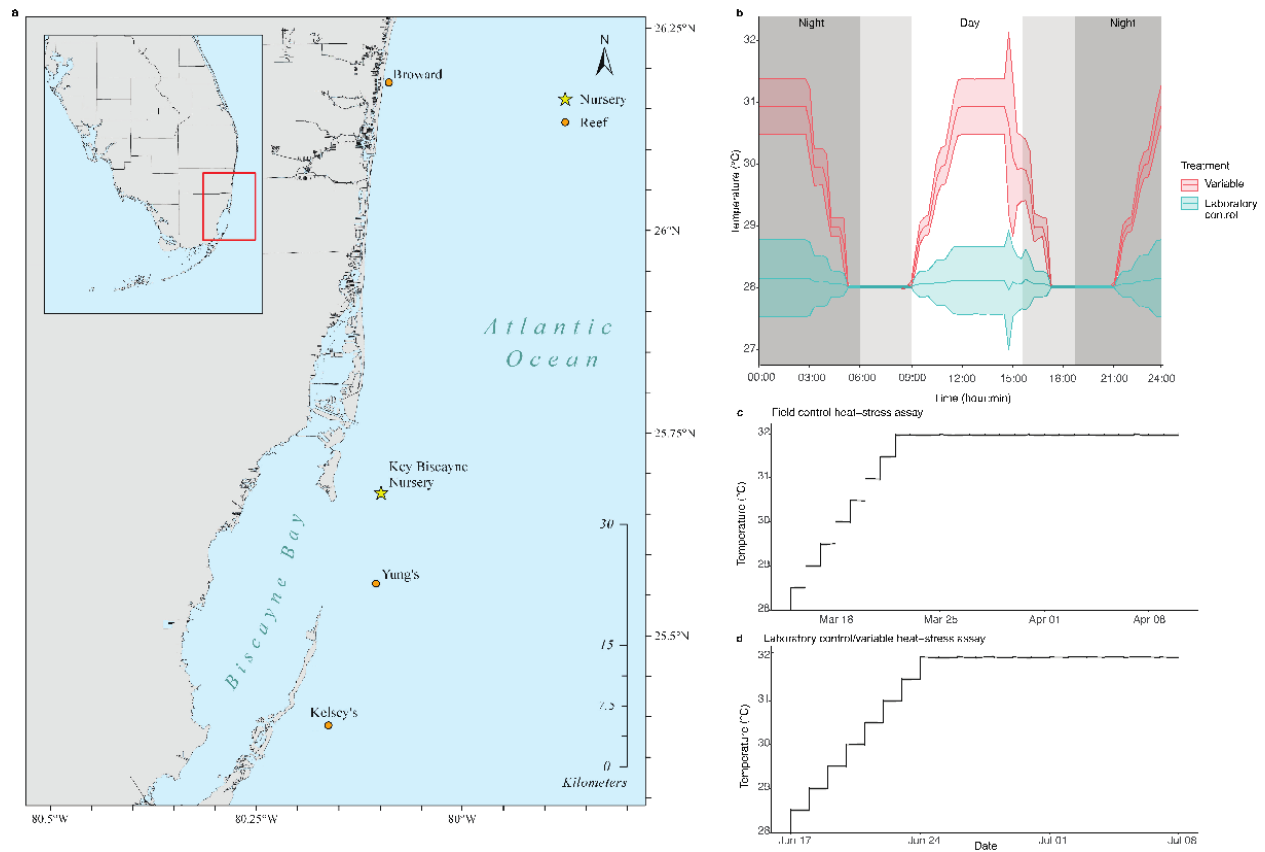 a
26.25°N
N
Broward
Nursery
Reef
26°N
Atlantic
Ocean
25.75°N
Key Biscayne
Nursery
30
Biscayne Bay
Yung's
25.5°N
15
7.5
Kelsey's
0
Kilometers
80.5°W
80.25°W
80°W
b
Night
Day
Night
32
31
30
29
28
27
Temperature (°C)
00:00
03:00
06:00
09:00
12:00
15:00
18:00
21:00
24:00
Time (hour:min)
Treatment
Variable
Laboratory
control
c
Field control heat–stress assay
32
31
30
29
28
Temperature (°C)
Mar 18
Mar 25
Apr 01
Apr 08
d
Laboratory control/variable heat–stress assay
32
31
30
29
28
Temperature (°C)
Jun 17
Jun 24
Jul 01
Jul 08
Date